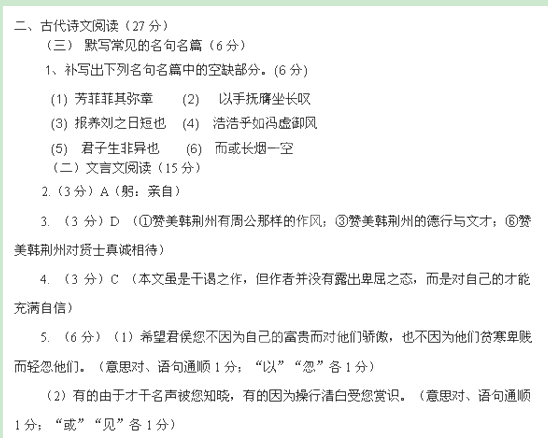 二、古代诗文阅读（27 分）
（三） 默写常见的名句名篇（6 分）
1、补写出下列名句名篇中的空缺部分。(6 分)
(1) 芳菲菲其弥章 (2) 以手抚膺坐长叹
(3) 报养刘之日短也 (4) 浩浩乎如冯虚御风
(5) 君子生非异也 (6) 而或长烟一空
（二）文言文阅读（15 分）
2.（3 分）A（躬：亲自）
3. （3 分）D （①赞美韩荆州有周公那样的作风；③赞美韩荆州的德行与文才；⑥赞
美韩荆州对贤士真诚相待）
4. （3 分）C （本文虽是干谒之作，但作者并没有露出卑屈之态，而是对自己的才能
充满自信）
5. （6 分）（1）希望君侯您不因为自己的富贵而对他们骄傲，也不因为他们贫寒卑贱
而轻忽他们。（意思对、语句通顺 1 分；“以”“忽”各 1 分）
（2）有的由于才干名声被您知晓，有的因为操行清白受您赏识。（意思对、语句通顺
1 分；“或”“见”各 1 分）